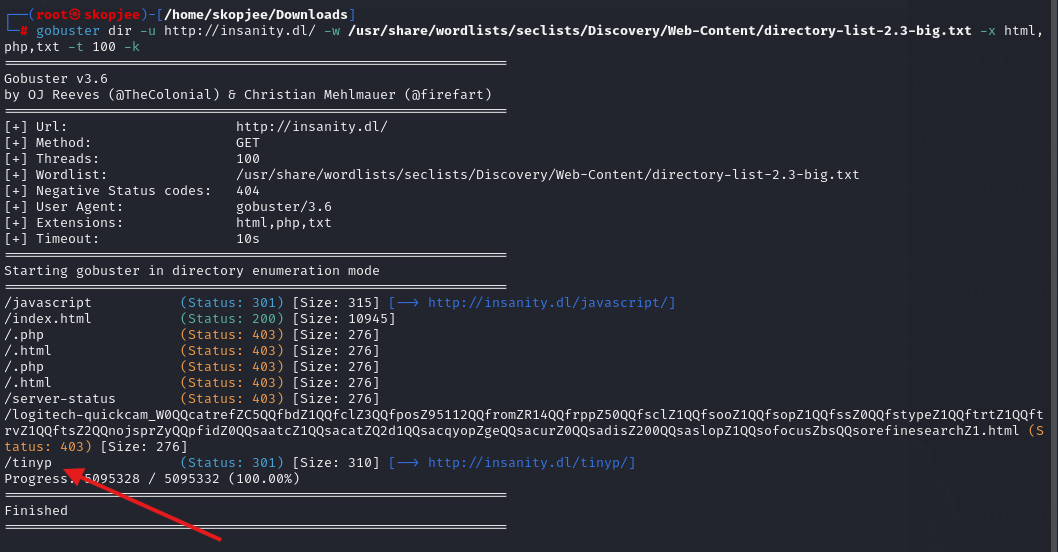 ┌──(root㉿skopjee)-[/home/skopjee/Downloads]
└─# gobuster dir -u http://insanity.dl/ -w /usr/share/wordlists/seclists/Discovery/Web-Content/directory-list-2.3-big.txt -x html,
php,txt -t 100 -k
===============================================================
Gobuster v3.6
by OJ Reeves (@TheColonial) & Christian Mehlmauer (@firefart)
===============================================================
[+] Url:                     http://insanity.dl/
[+] Method:                  GET
[+] Threads:                 100
[+] Wordlist:                /usr/share/wordlists/seclists/Discovery/Web-Content/directory-list-2.3-big.txt
[+] Negative Status codes:   404
[+] User Agent:              gobuster/3.6
[+] Extensions:              html,php,txt
[+] Timeout:                 10s
===============================================================
Starting gobuster in directory enumeration mode
===============================================================
/javascript           (Status: 301) [Size: 315] [--> http://insanity.dl/javascript/]
/index.html           (Status: 200) [Size: 10945]
/.php                 (Status: 403) [Size: 276]
/.html                (Status: 403) [Size: 276]
/.php                 (Status: 403) [Size: 276]
/.html                (Status: 403) [Size: 276]
/server-status        (Status: 403) [Size: 276]
/logitech-quickcam_W0QQcatrefZC5QQfbdZ1QQfclZ3QQfposZ95112QQfromZR14QQfrppZ50QQfsclZ1QQfsooZ1QQfsopZ1QQfssZ0QQfstypeZ1QQftrtZ1QQft
rvZ1QQftsZ2QQnojsprZyQQpfidZ0QQsaatcZ1QQsacatZQ2d1QQsacqyopZgeQQsacurZ0QQsadisZ200QQsaslopZ1QQsofocusZbsQQsorefinesearchZ1.html (S
tatus: 403) [Size: 276]
/tinyp                (Status: 301) [Size: 310] [--> http://insanity.dl/tinyp/]
Progress: 5095328 / 5095332 (100.00%)
===============================================================
Finished
===============================================================